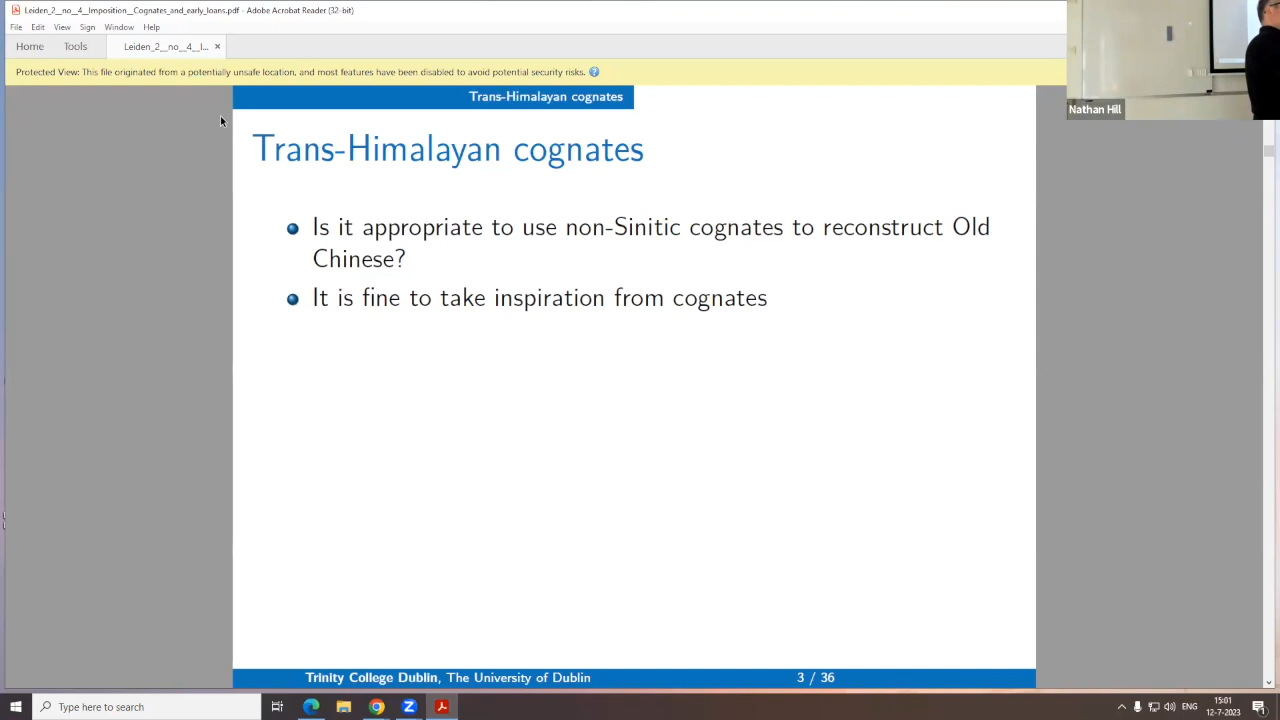 Leiden_2__no__4__Imposition__Cognates_and_early_loans.pdf - Adobe Acrobat Reader (32-bit)
File Edit View Sign Window Help
Home Tools Leiden_2__no__4__I... ×
Protected View: This file originated from a potentially unsafe location, and most features have been disabled to avoid potential security risks.
Nathan Hill
Trans-Himalayan cognates
Trans-Himalayan cognates
Is it appropriate to use non-Sinitic cognates to reconstruct Old
Chinese?
It is fine to take inspiration from cognates
Trinity College Dublin, The University of Dublin 3 / 36
Type here to search
ENG
15:01
12-7-2023